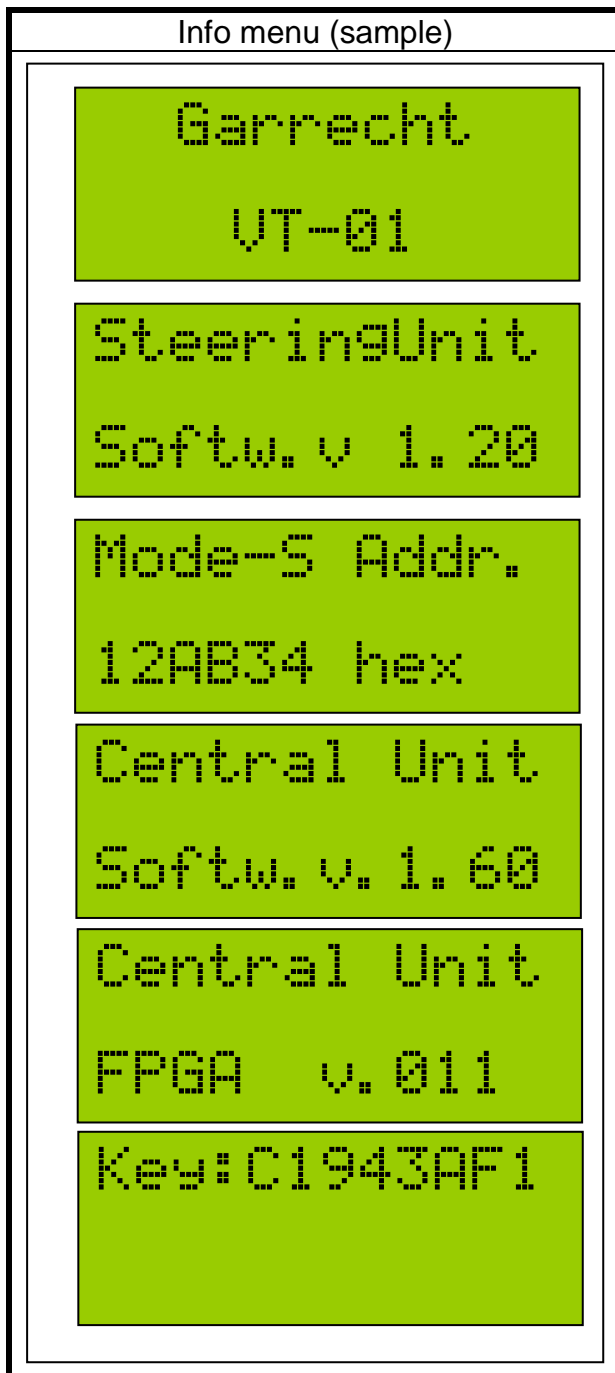 Info menu (sample)
Garrecht
VT-01
SteeringUnit
Softw.v 1.20
Mode-S Addr.
12AB34 hex
Central Unit
Softw.v.1.60
Central Unit
FPGA v.011
Key:C1943AF1